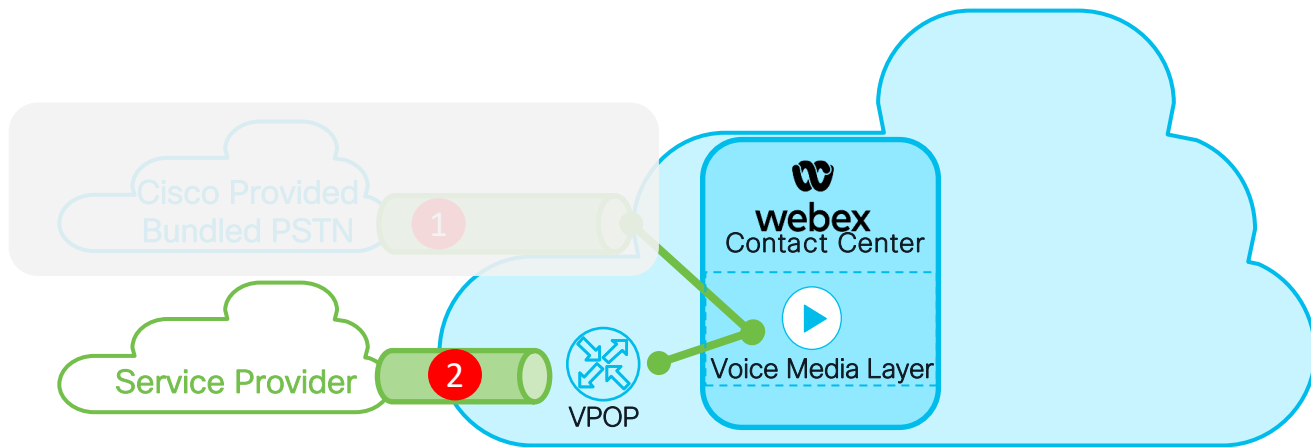 Cisco Provided
Bundled PSTN
1
webex
Contact Center
Service Provider
2
VPOP
Voice Media Layer